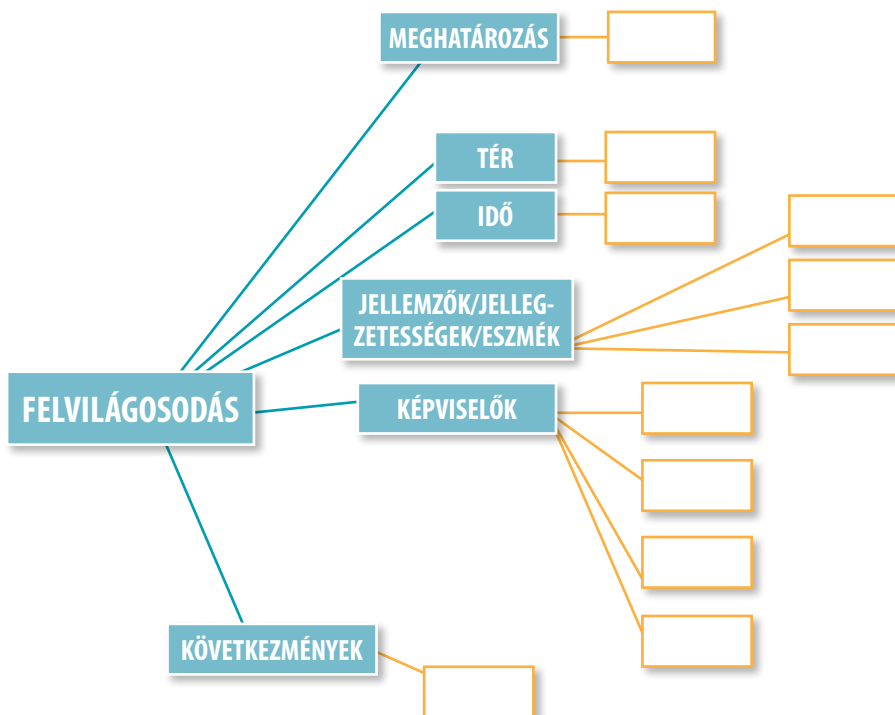 MEGHATÁROZÁS
TÉR
IDŐ
JELLEMZŐK/JELLEG-
ZETESSÉGEK/ESZMÉK
FELVILÁGOSODÁS
KÉPVISELŐK
KÖVETKEZMÉNYEK